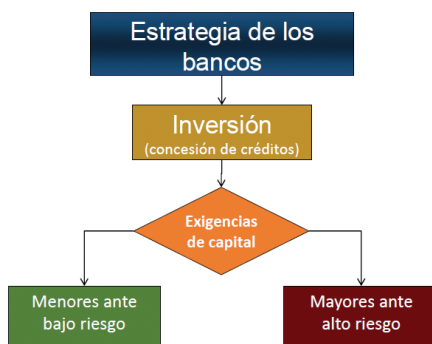 Estrategia de los
bancos
Inversión
(concesión de créditos)
Exigencias
de capital
Menores ante
bajo riesgo
Mayores ante
alto riesgo